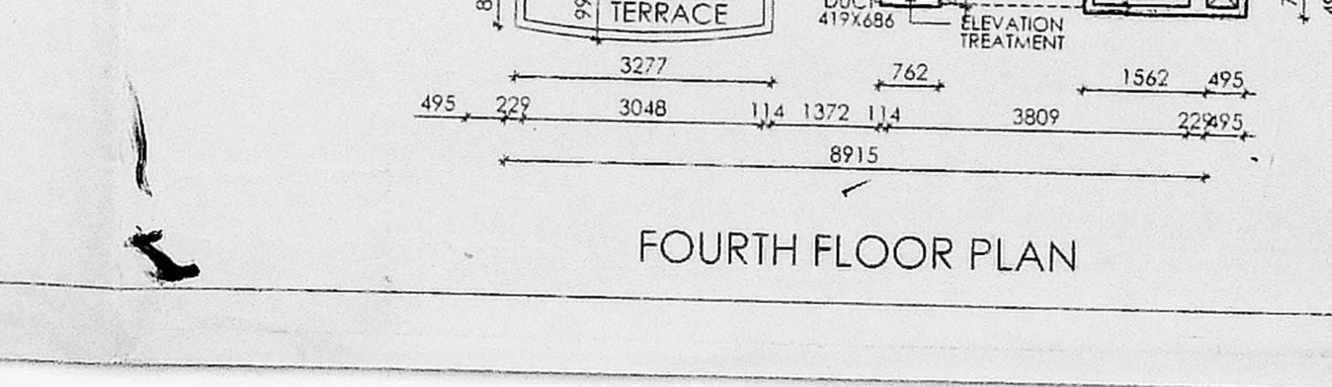 TERRACE
DUCT
419X686
ELEVATION
TREATMENT
3277 762 1562 495
495 229 3048 114 1372 114 3809 229 495
8915
FOURTH FLOOR PLAN